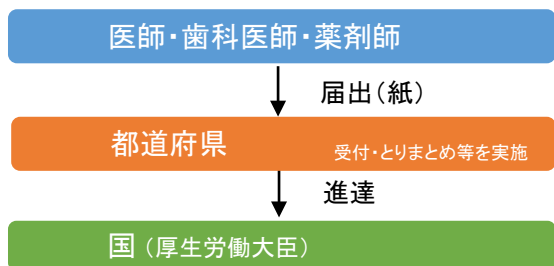 医師・歯科医師・薬剤師
届出(紙)
都道府県 受付・とりまとめ等を実施
進達
国(厚生労働大臣)